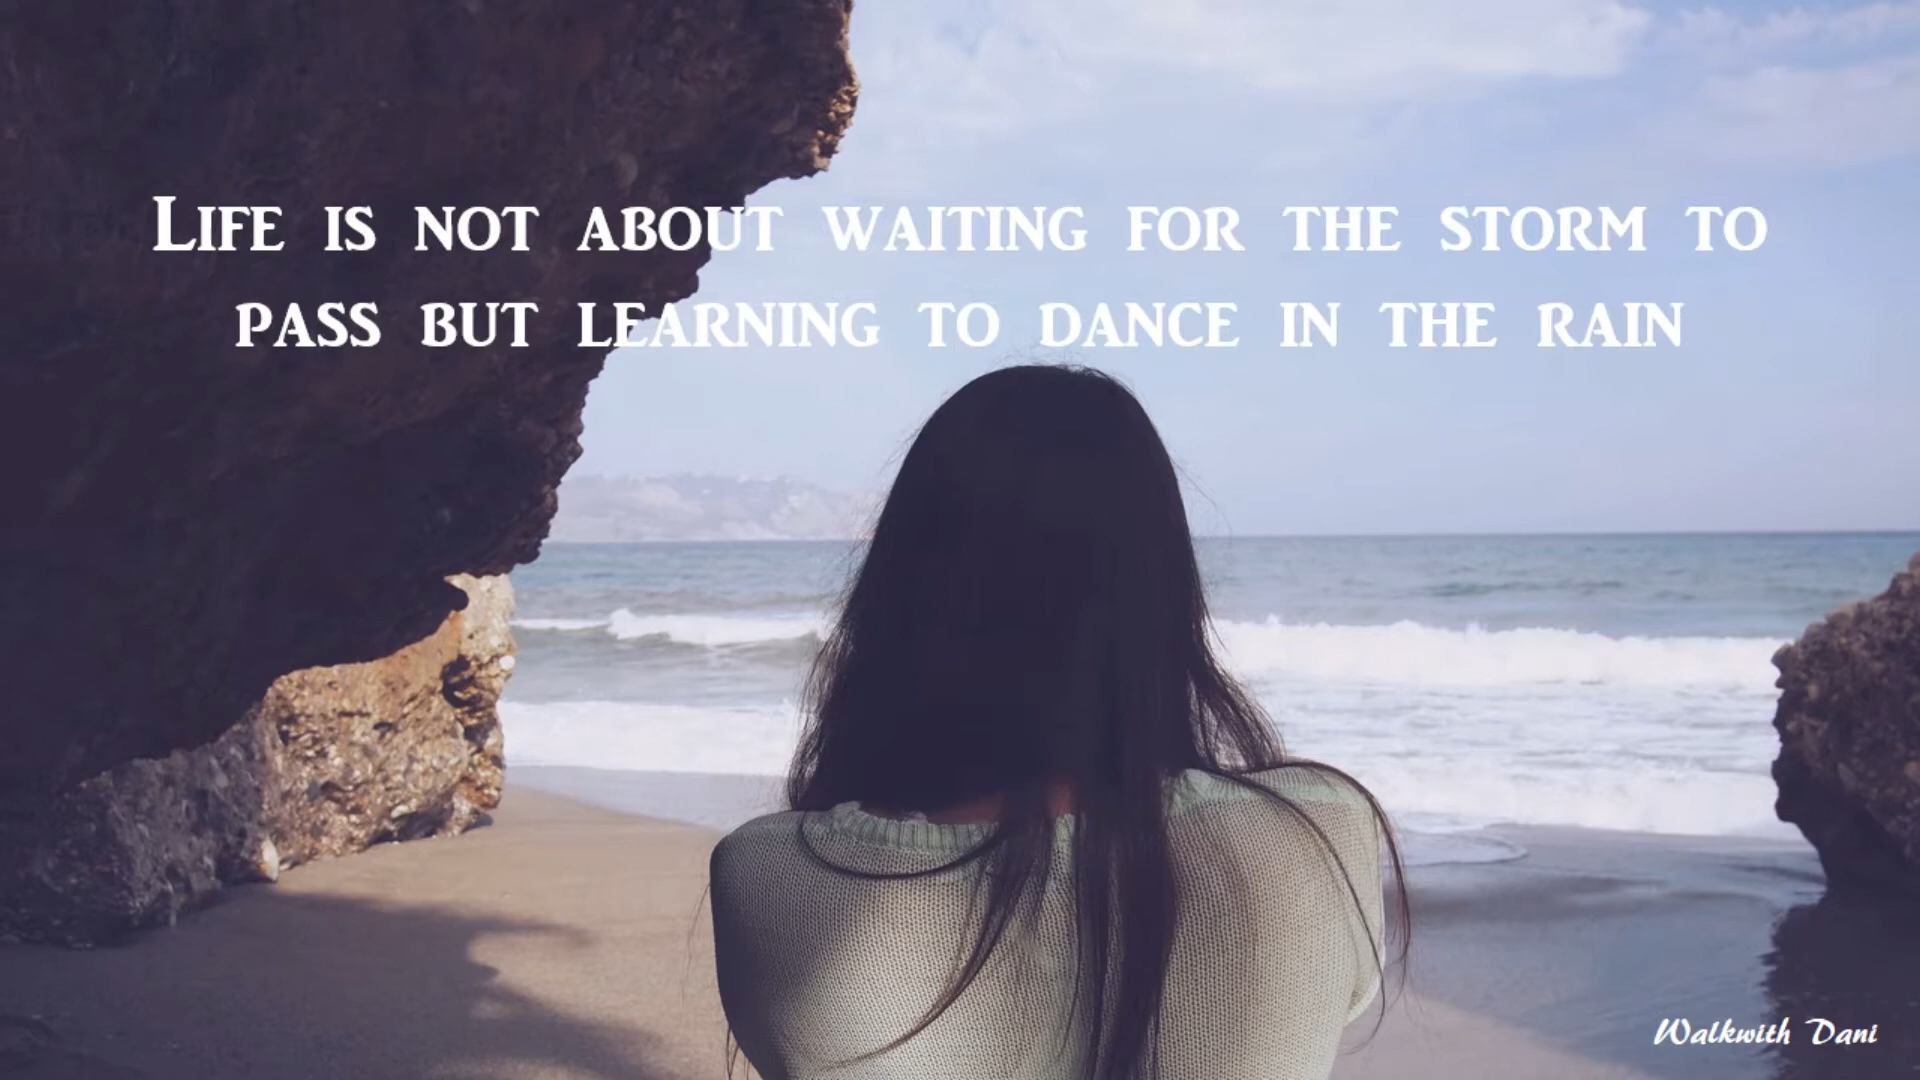 Life is not about waiting for the storm to
pass but learning to dance in the rain
Walkwith Dani